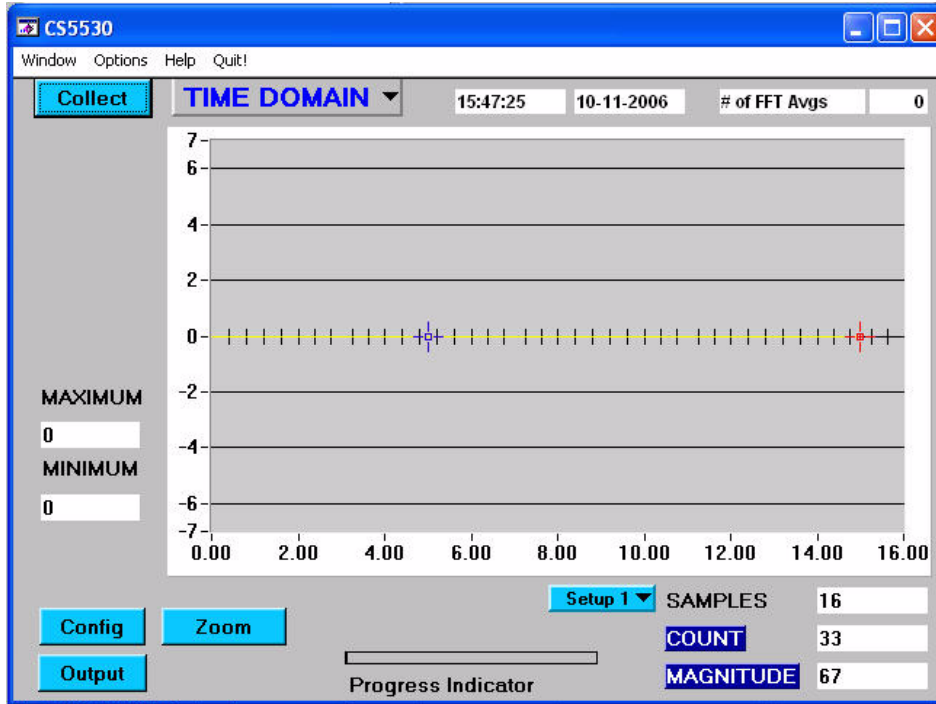 CS5530
Window Options Help Quit!
Collect TIME DOMAIN 15:47:25 10-11-2006 # of FFT Avgs 0
7
6
4
2
0
-2
-4
-6
-7
0.00 2.00 4.00 6.00 8.00 10.00 12.00 14.00 16.00
MAXIMUM
0
MINIMUM
0
Setup 1 SAMPLES 16
Config Zoom COUNT 33
Output Progress Indicator MAGNITUDE 67